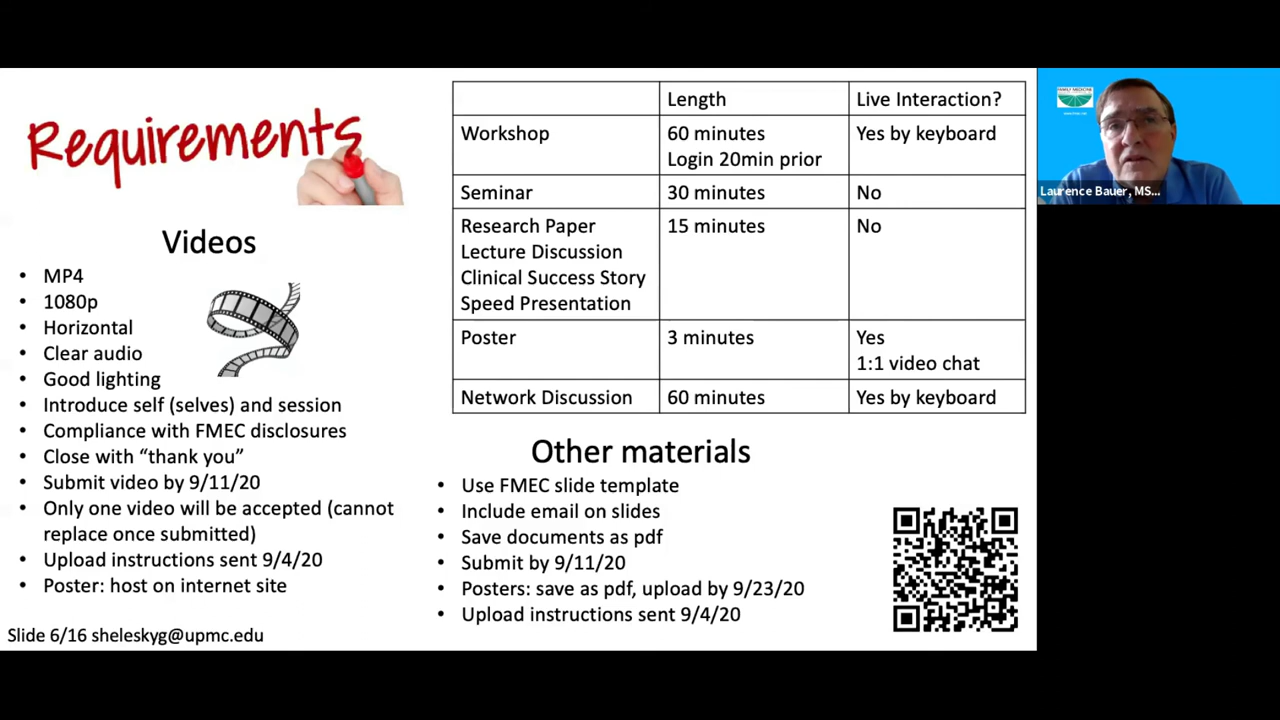 Requirements
Videos
• MP4
• 1080p
• Horizontal
• Clear audio
• Good lighting
• Introduce self (selves) and session
• Compliance with FMEC disclosures
• Close with “thank you”
• Submit video by 9/11/20
• Only one video will be accepted (cannot
replace once submitted)
• Upload instructions sent 9/4/20
• Poster: host on internet site
Slide 6/16 sheleskyg@upmc.edu
Length Live Interaction?
Workshop 60 minutes Yes by keyboard
Login 20min prior
Seminar 30 minutes No
Research Paper 15 minutes No
Lecture Discussion
Clinical Success Story
Speed Presentation
Poster 3 minutes Yes
1:1 video chat
Network Discussion 60 minutes Yes by keyboard
Other materials
• Use FMEC slide template
• Include email on slides
• Save documents as pdf
• Submit by 9/11/20
• Posters: save as pdf, upload by 9/23/20
• Upload instructions sent 9/4/20
FAMILY MEDICINE
Laurence Bauer, MS...